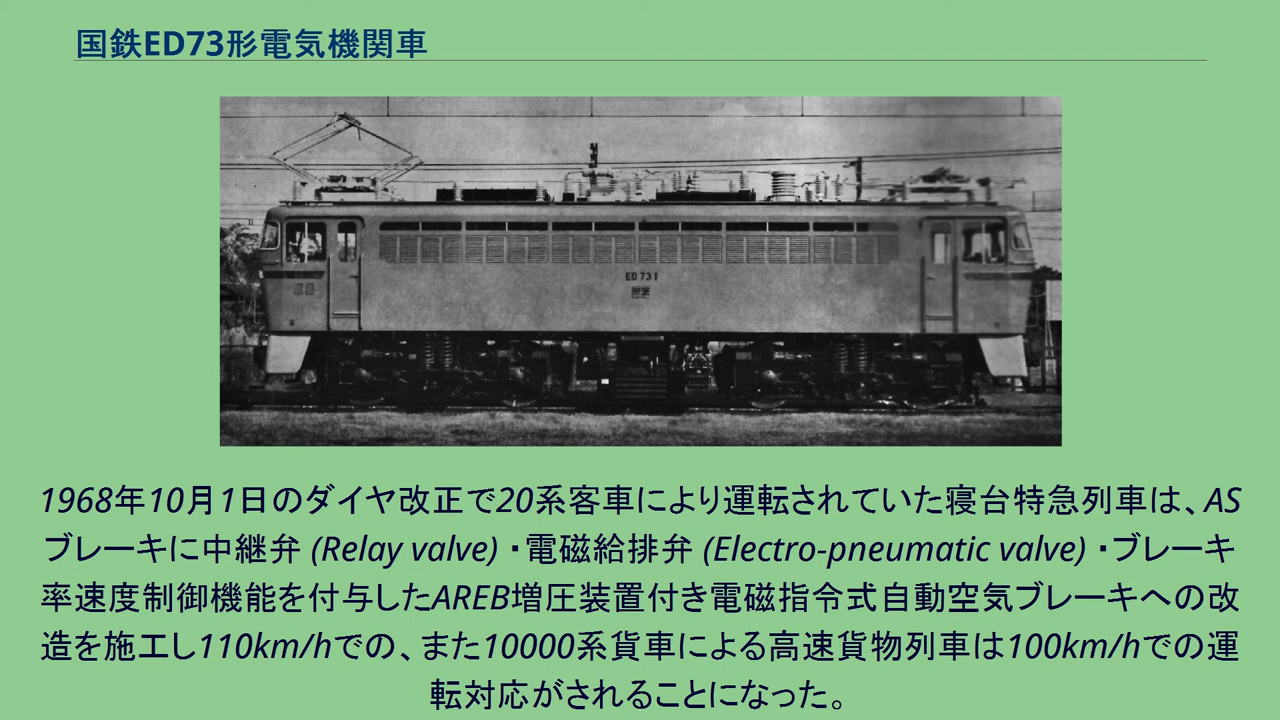 国鉄ED73形電気機関車
ED 73 1
1968年10月1日のダイヤ改正で20系客車により運転されていた寝台特急列車は、AS
ブレーキに中継弁 (Relay valve) ・電磁給排弁 (Electro-pneumatic valve) ・ブレーキ
率速度制御機能を付与したAREB増圧装置付き電磁指令式自動空気ブレーキへの改
造を施工し110km/hでの、また10000系貨車による高速貨物列車は100km/hでの運
転対応がされることになった。